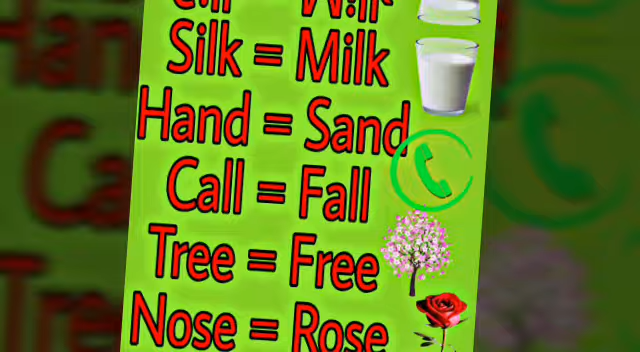 Silk = Milk
Hand = Sand
Call = Fall
Tree = Free
Nose = Rose